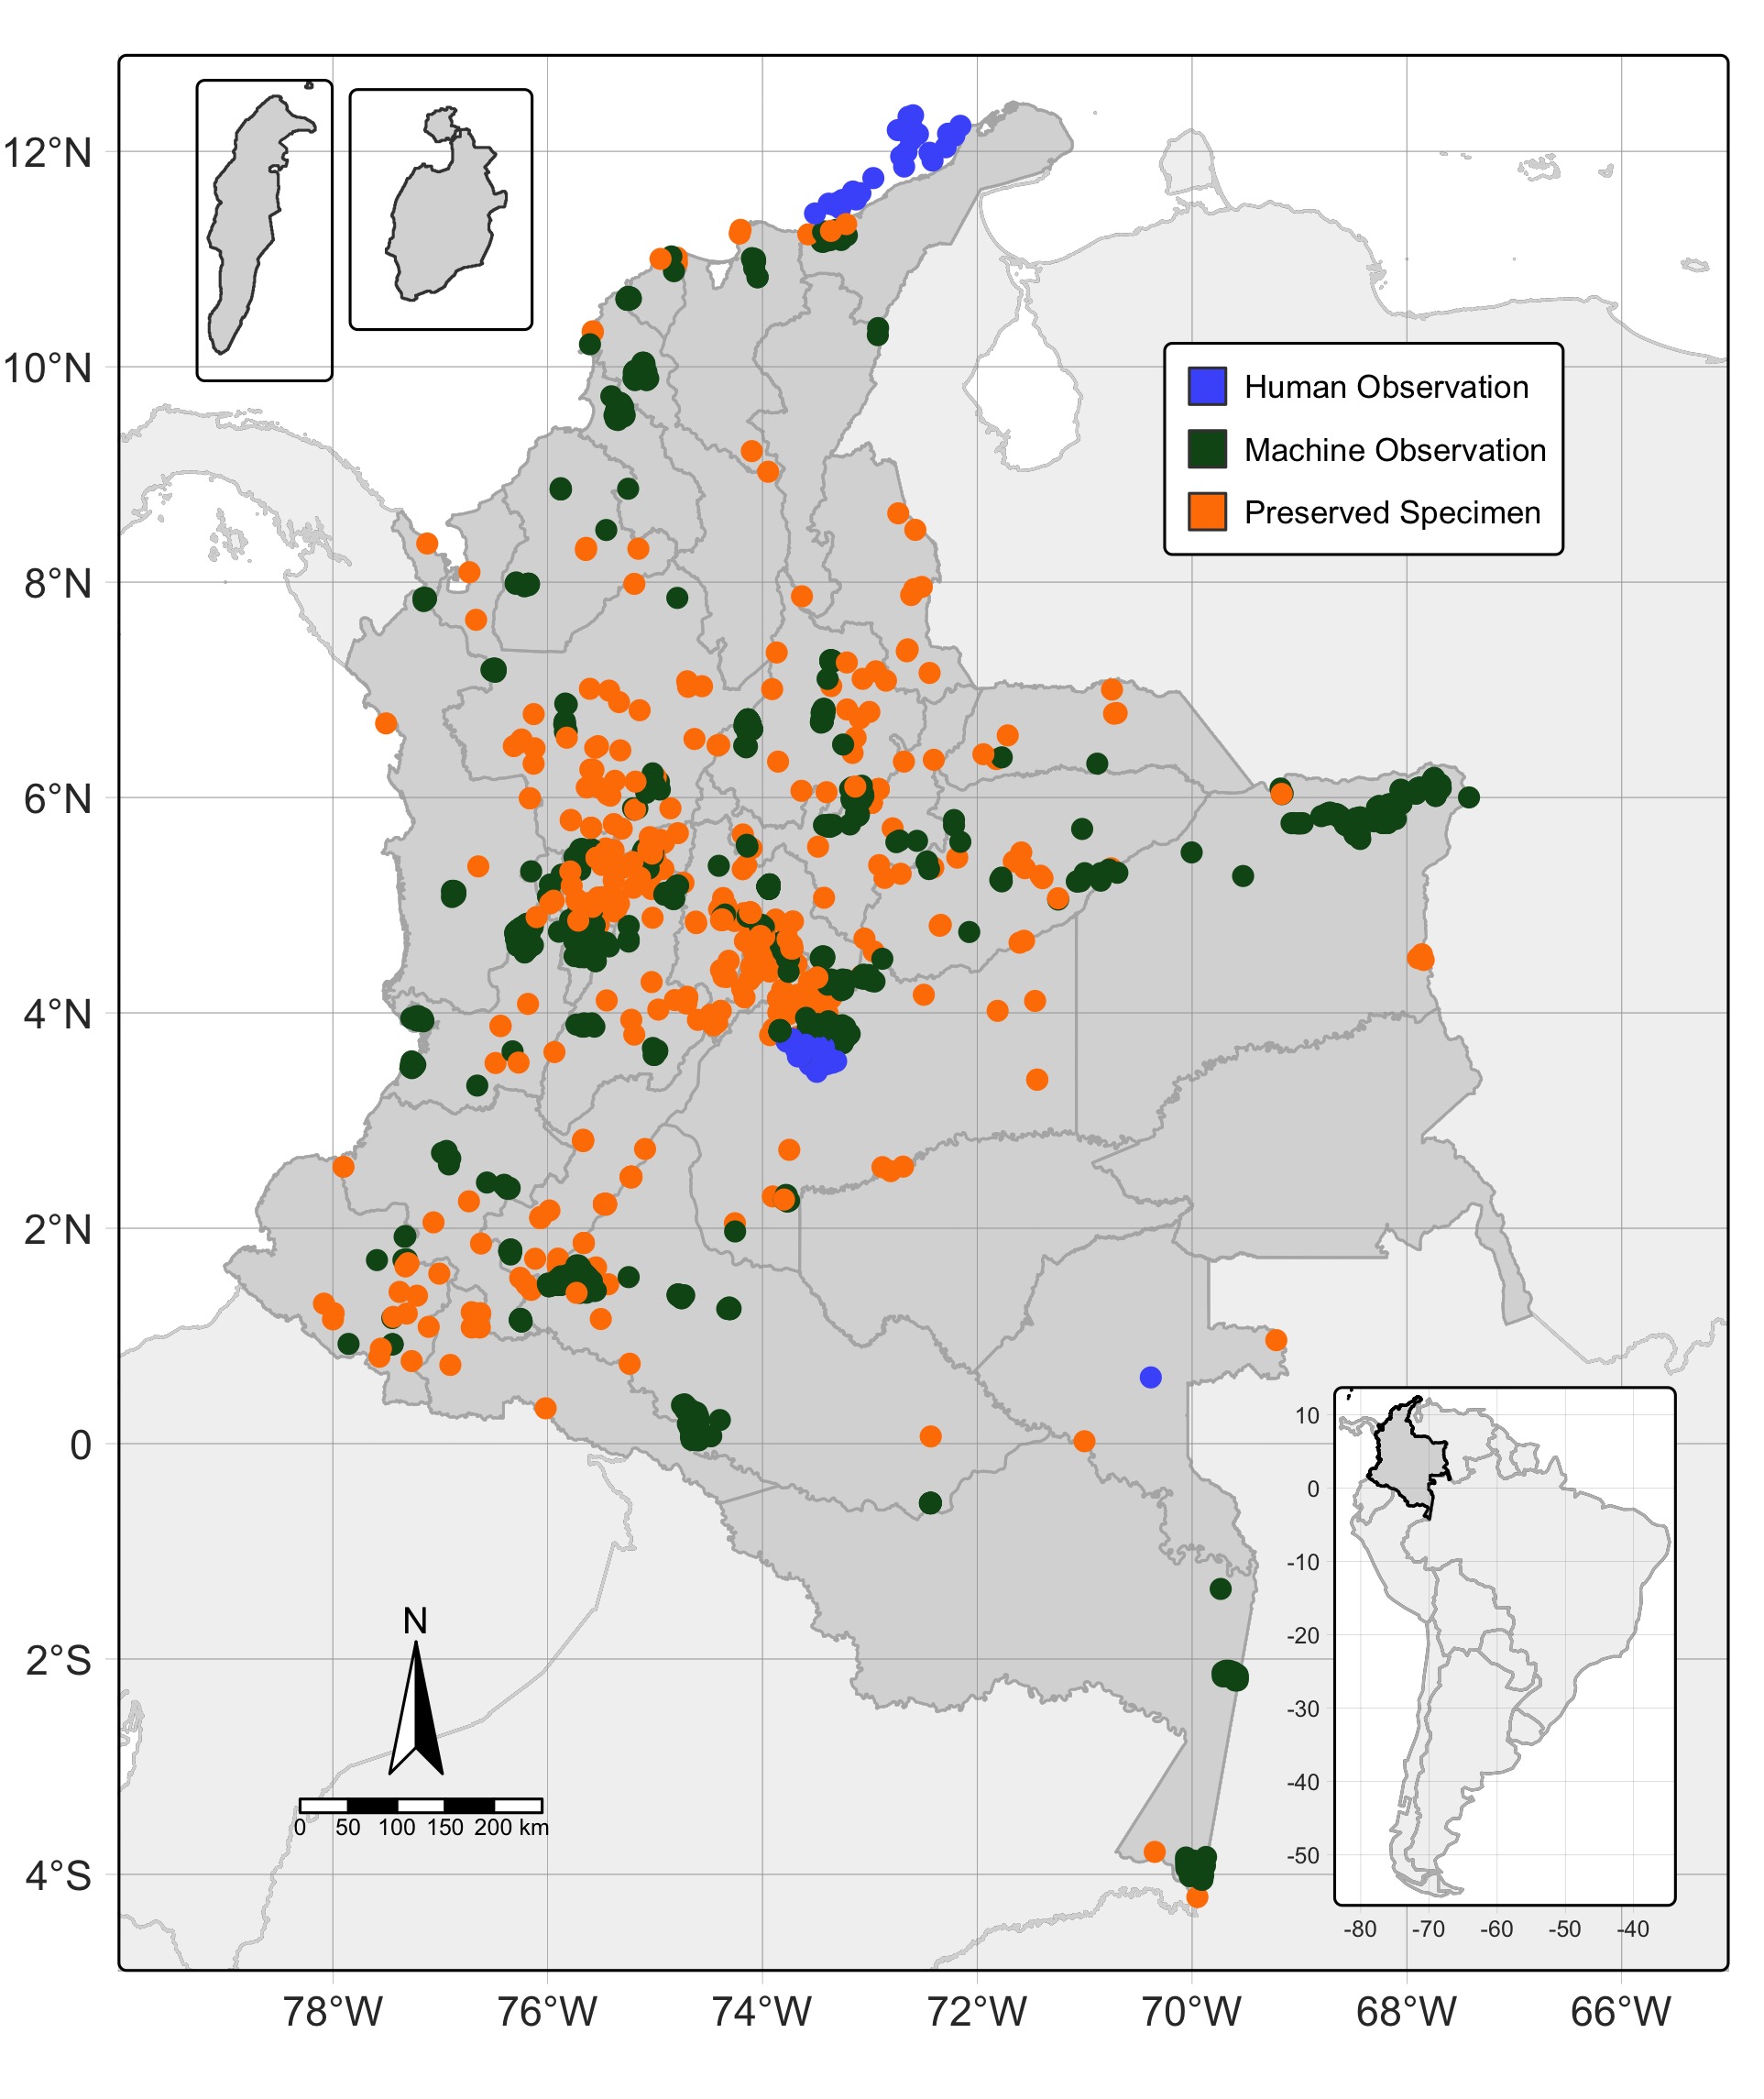 12°N
10°N
8°N
6°N
4°N
2°N
0
2°S
4°S
Human Observation
Machine Observation
Preserved Specimen
N
0 50 100 150 200 km
10
0
-10
-20
-30
-40
-50
-80 -70 -60 -50 -40
78°W 76°W 74°W 72°W 70°W 68°W 66°W